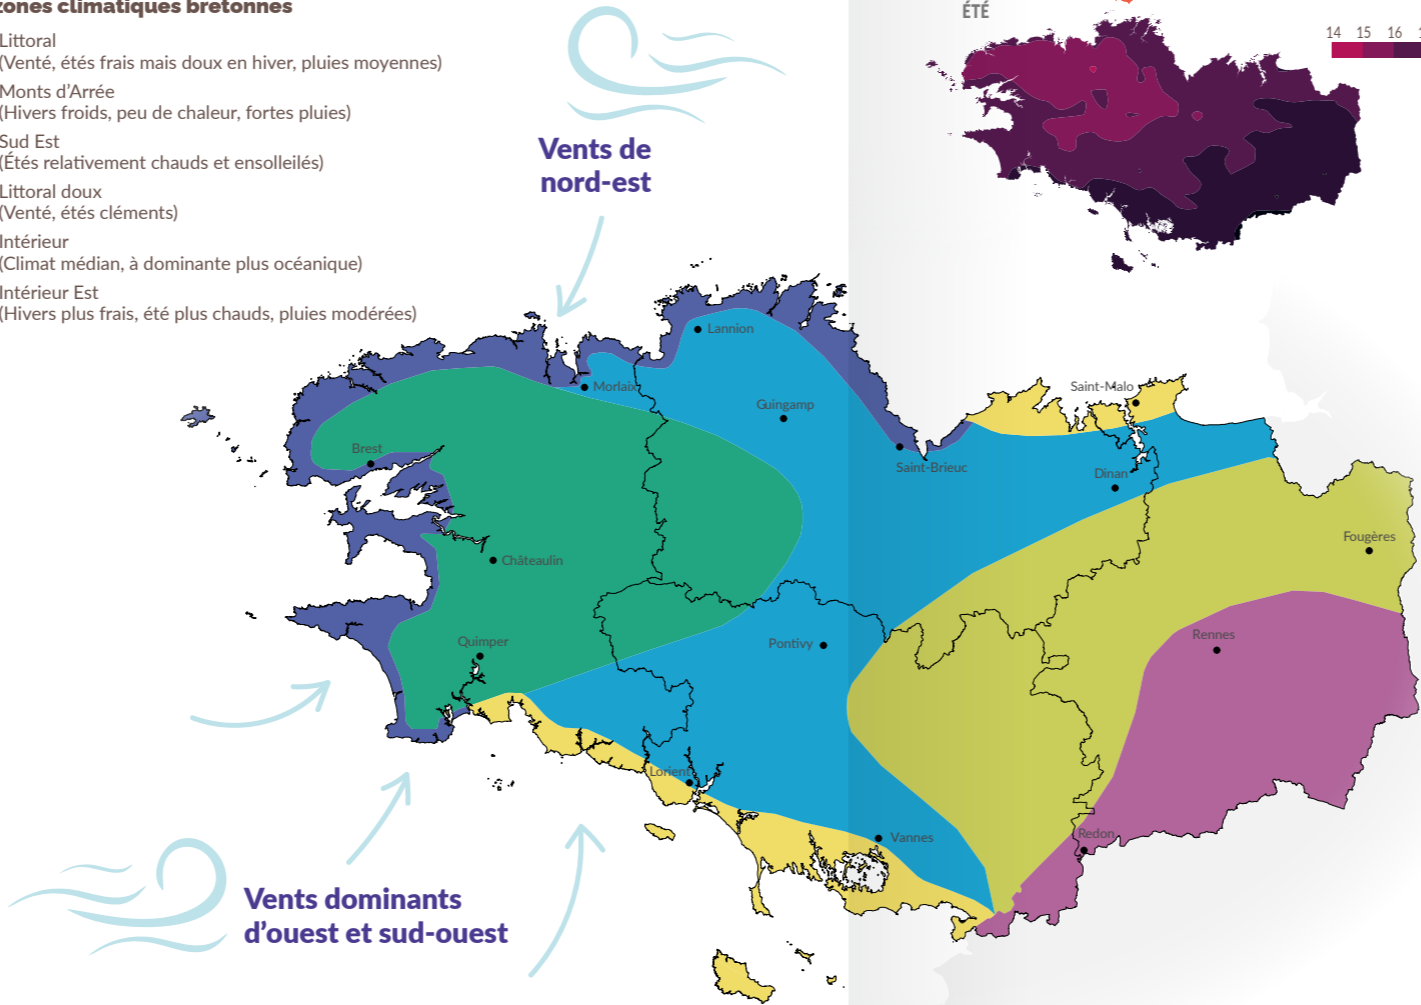 zones climatiques bretonnes
Littoral
(Venté, étés frais mais doux en hiver, pluies moyennes)
Monts d'Arrée
(Hivers froids, peu de chaleur, fortes pluies)
Sud Est
(Étés relativement chauds et ensolleilés)
Littoral doux
(Venté, étés cléments)
Intérieur
(Climat médian, à dominante plus océanique)
Intérieur Est
(Hivers plus frais, été plus chauds, pluies modérées)
ÉTÉ
14 15 16
Vents de
nord-est
Lannion
Morlaix
Guingamp
Saint-Malo
Brest
Saint-Brieuc
Dinan
Fougères
Châteaulin
Quimper
Pontivy
Rennes
Lorient
Vannes
Redon
Vents dominants
d'ouest et sud-ouest